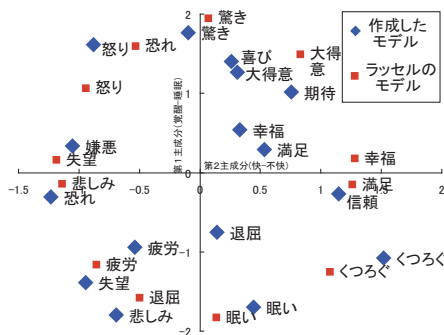 2
驚き
驚き
怒り
恐れ
喜び
大得
意
大得意
作成した
モデル
ラッセルの
モデル
怒り
1
期待
第1主成分(覚醒-睡眠)
幸福
嫌悪
失望
満足
幸福
第2主成分(快-不快)
0
-1.5
-1
-0.5
0
0.5
1
1.5
2
悲しみ
満足
恐れ
信頼
退屈
疲労
-1
疲労
くつろぐ
くつろぐ
失望
退屈
悲しみ
眠い
眠い
-2